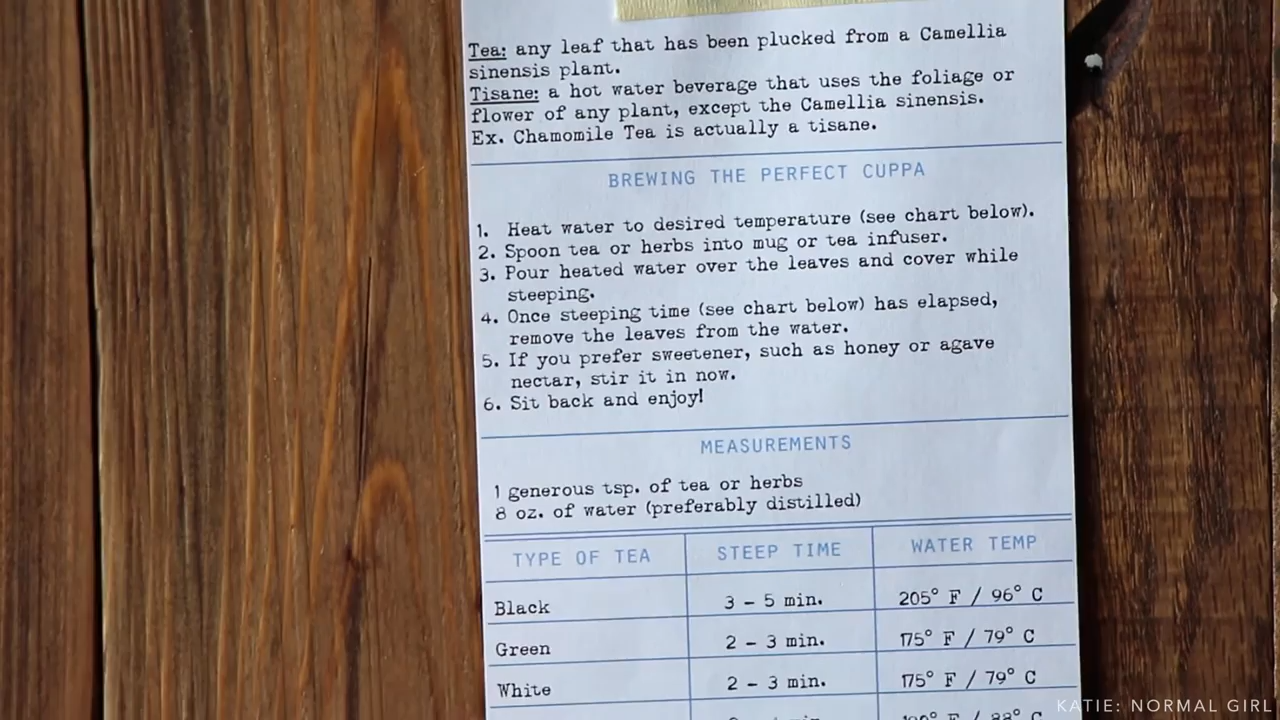 Tea: any leaf that has been plucked from a Camellia
sinensis plant.
Tisane: a hot water beverage that uses the foliage or
flower of any plant, except the Camellia sinensis.
Ex. Chamomile Tea is actually a tisane.
BREWING THE PERFECT CUPPA
1. Heat water to desired temperature (see chart below).
2. Spoon tea or herbs into mug or tea infuser.
3. Pour heated water over the leaves and cover while
steeping.
4. Once steeping time (see chart below) has elapsed,
remove the leaves from the water.
5. If you prefer sweetener, such as honey or agave
nectar, stir it in now.
6. Sit back and enjoy!
MEASUREMENTS
1 generous tsp. of tea or herbs
8 oz. of water (preferably distilled)
TYPE OF TEA STEEP TIME WATER TEMP
Black 3 - 5 min. 205° F / 96° C
Green 2 - 3 min. 175° F / 79° C
White 2 - 3 min. 175° F / 79° C
KATIE: NORMAL GIRL